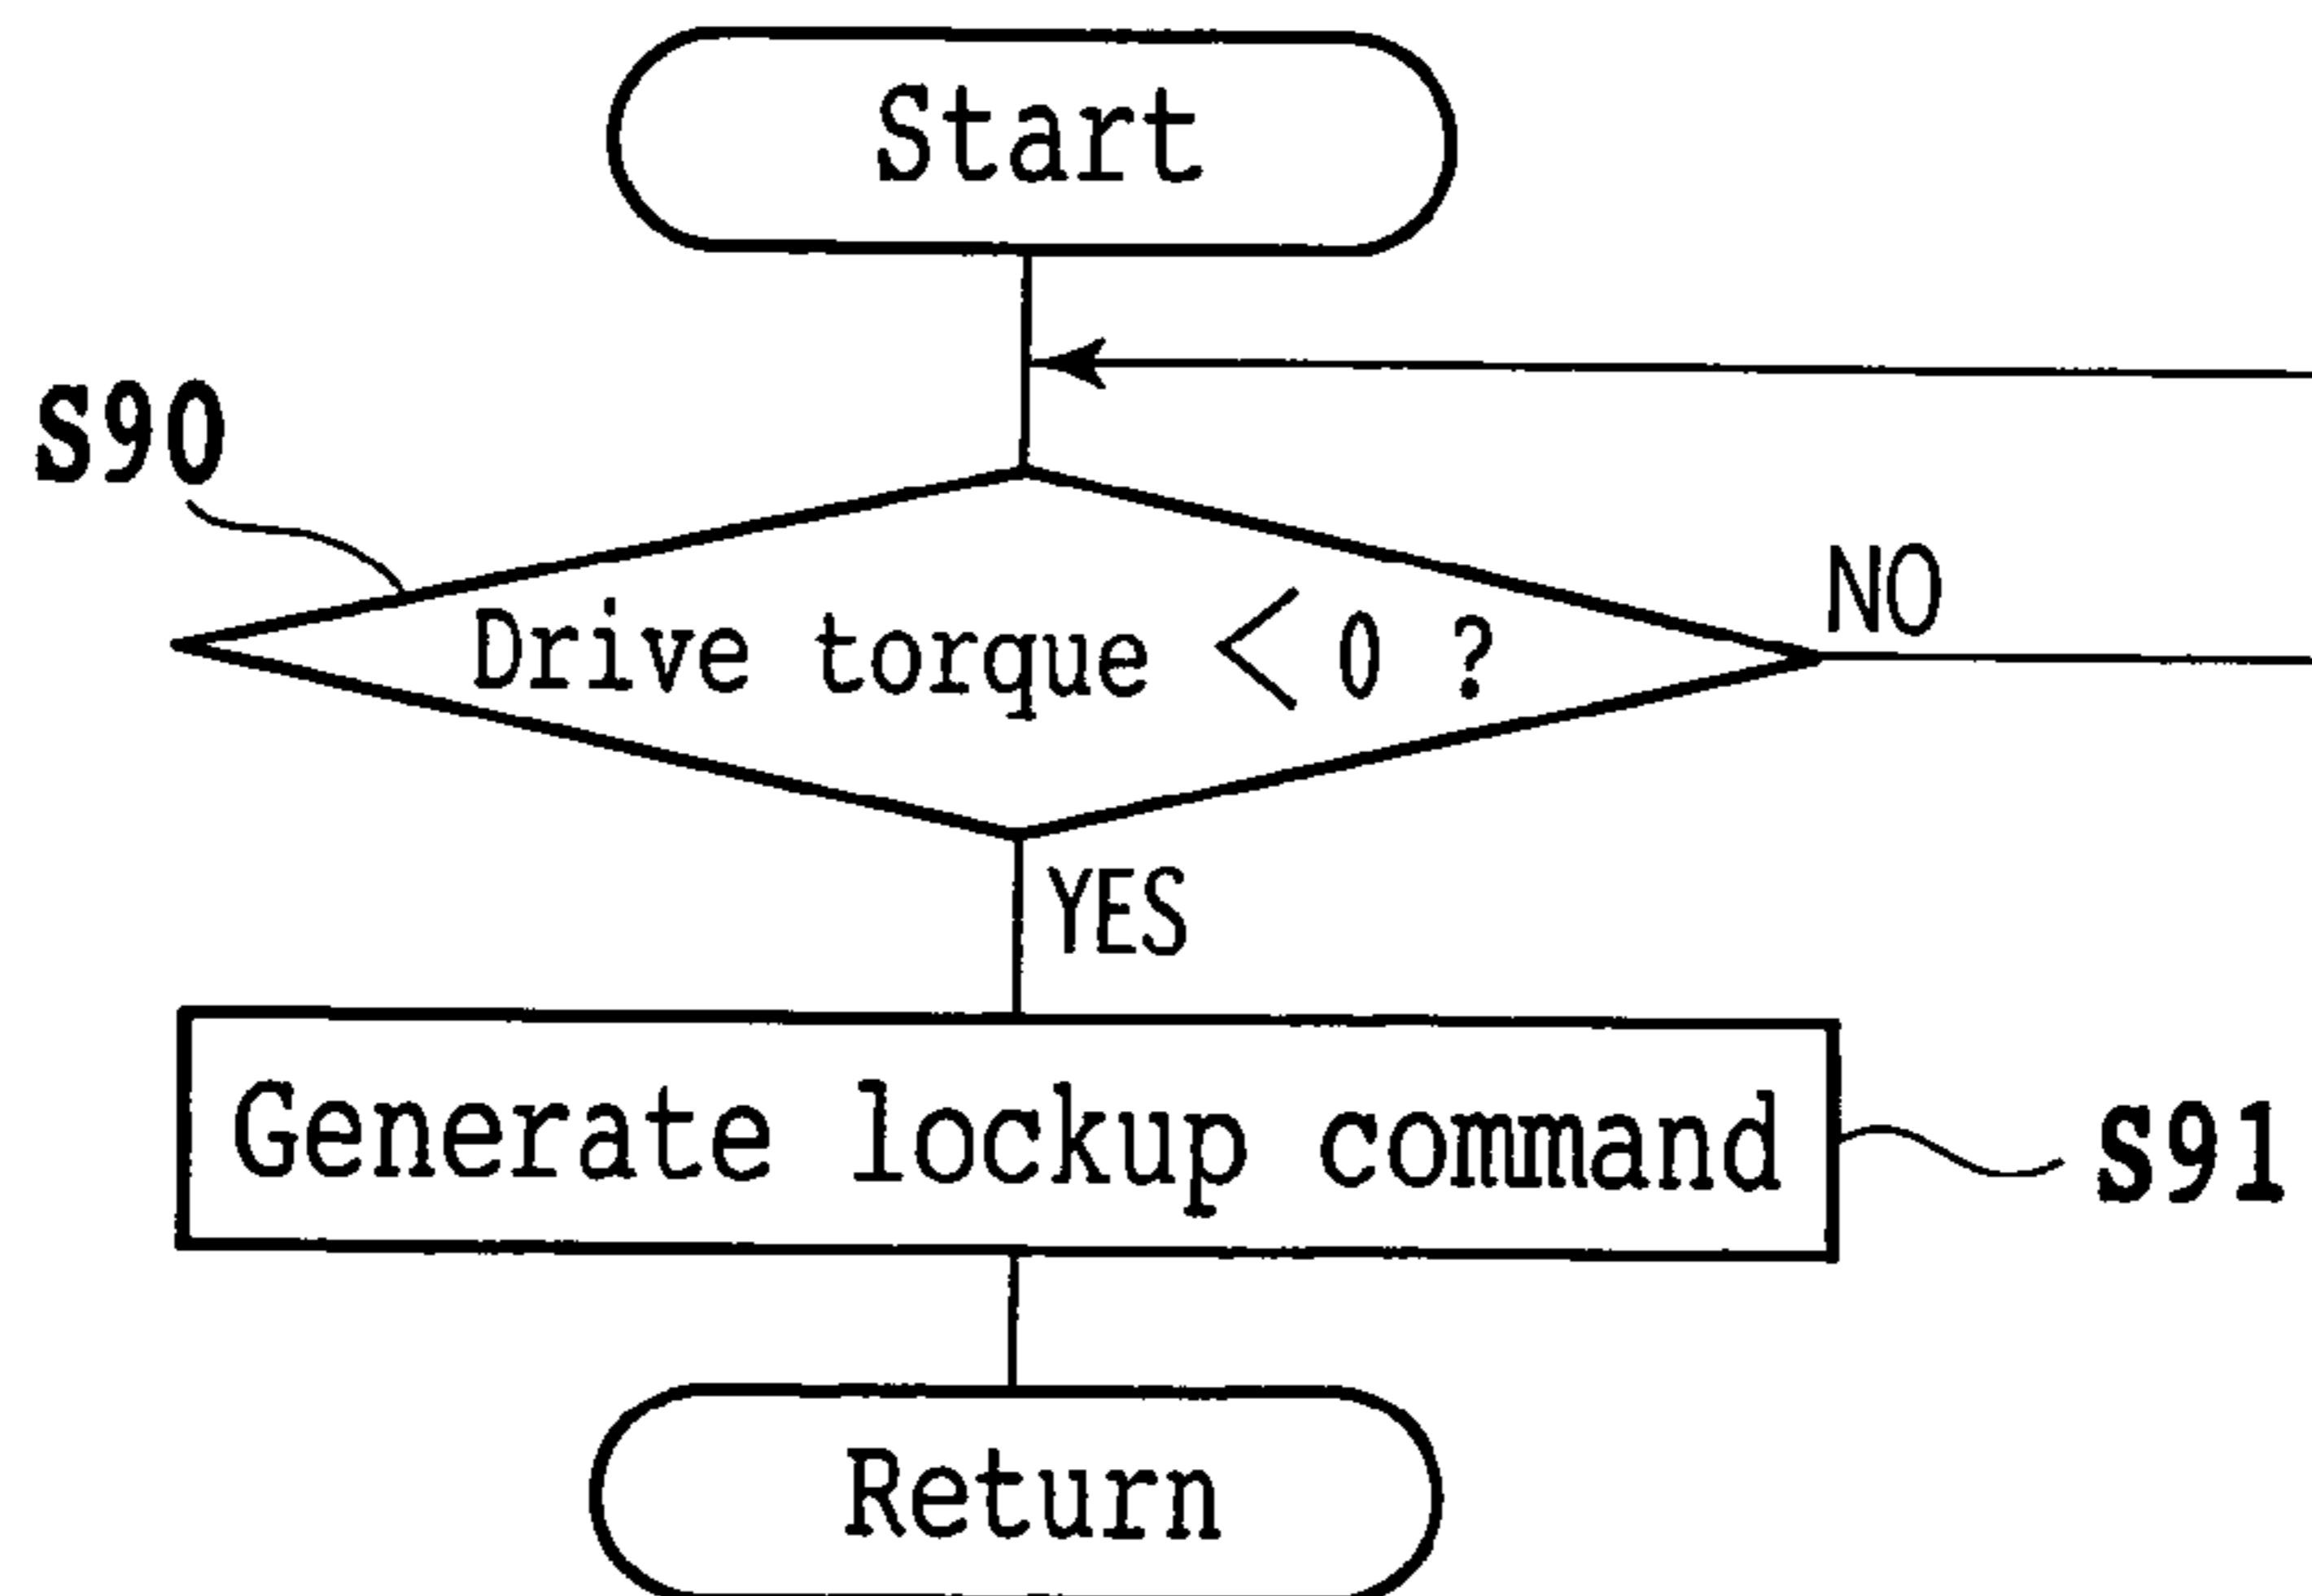 Start
S90
NO
Drive torque < 0 ?
YES
Generate lockup command
S91
Return